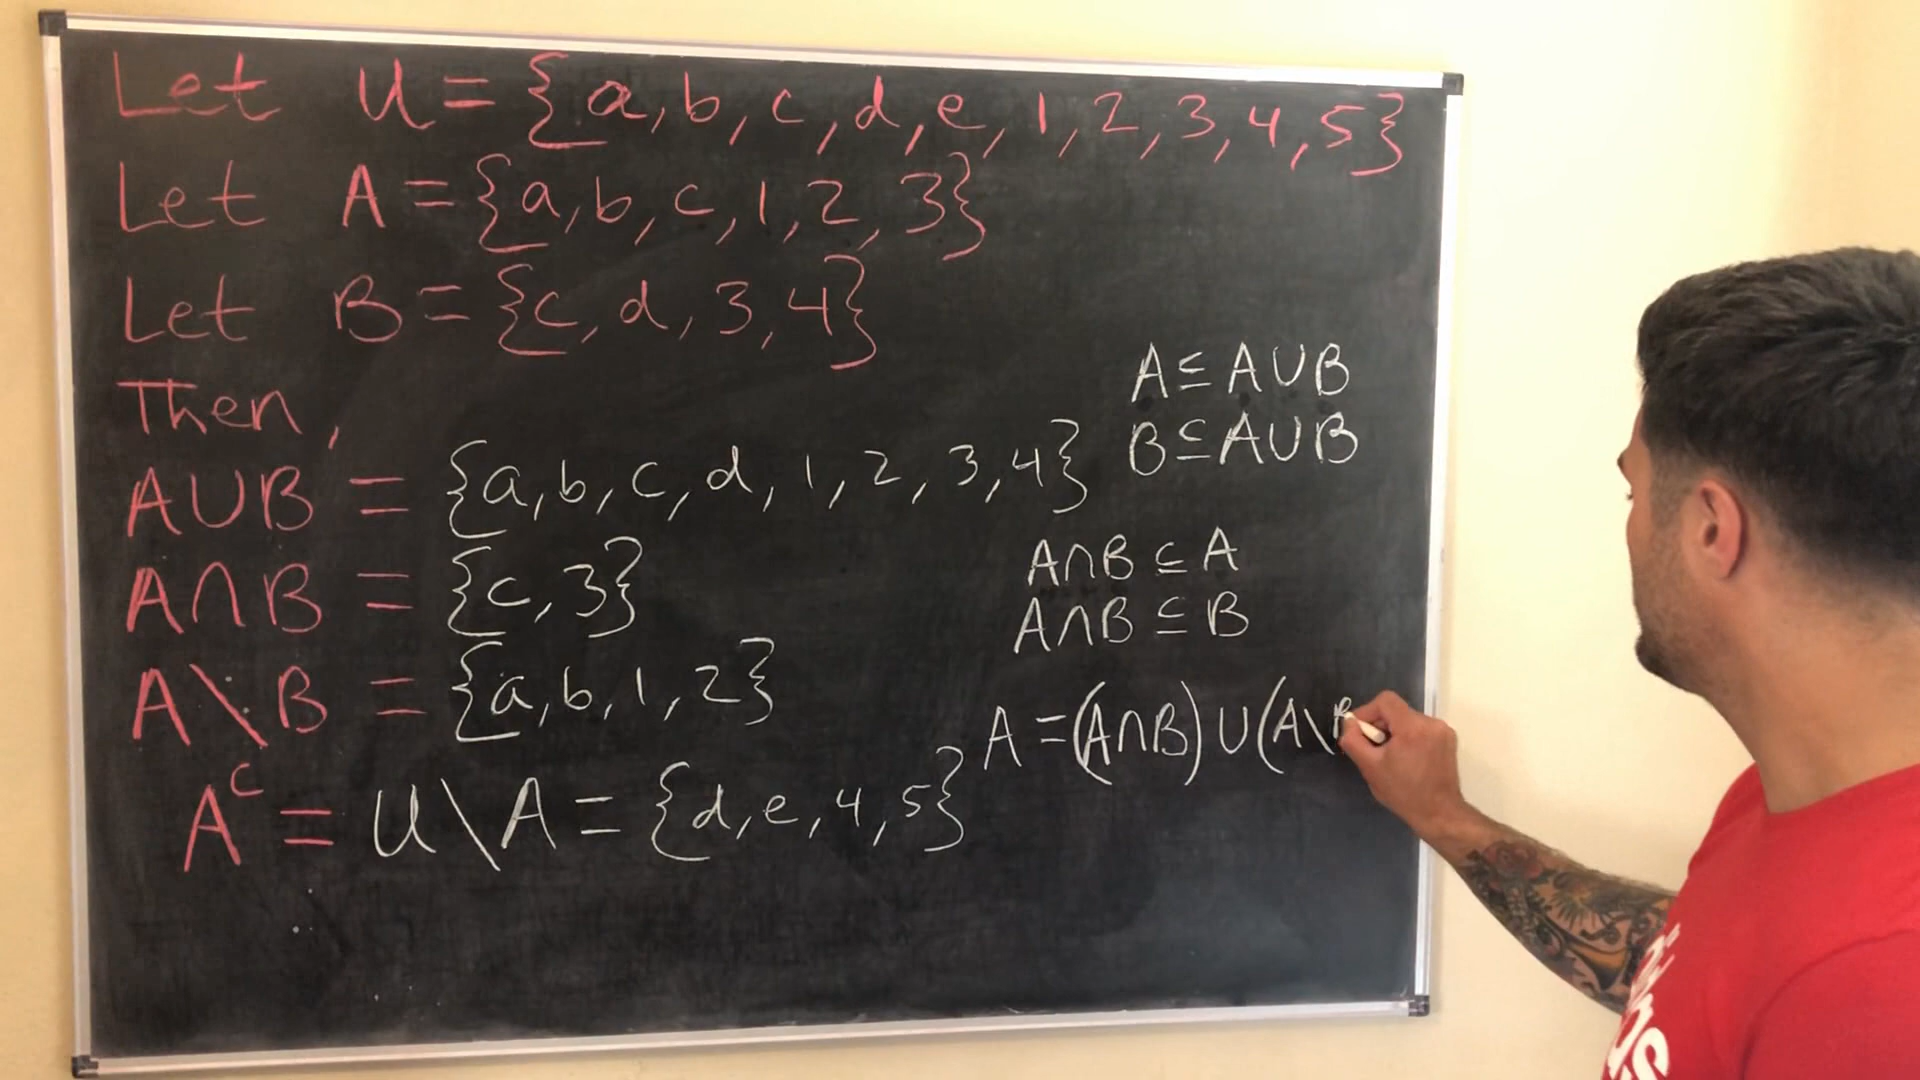 Let U = {a, b, c, d, e, 1, 2, 3, 4, 5}
Let A = {a, b, c, 1, 2, 3}
Let B = {c, d, 3, 4}
Then,
A∪B = {a, b, c, d, 1, 2, 3, 4}
A∩B = {c, 3}
A\B = {a, b, 1, 2}
Aᶜ = U\A = {d, e, 4, 5}
A ⊆ A∪B
B ⊆ A∪B
A∩B ⊆ A
A∩B ⊆ B
A = (A∩B) ∪ (A\B